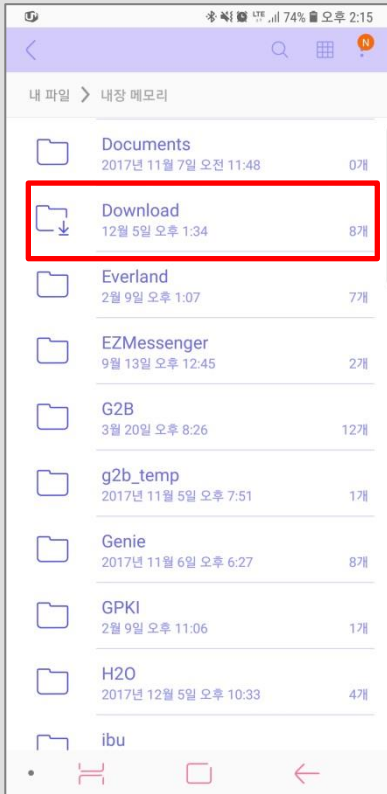 LTE 74% 오후 2:15
N
내 파일 > 내장 메모리
Documents
2017년 11월 7일 오전 11:48 0개
Download
12월 5일 오후 1:34 8개
Everland
2월 9일 오후 1:07 7개
EZMessenger
9월 13일 오후 12:45 2개
G2B
3월 20일 오후 8:26 12개
g2b_temp
2017년 11월 5일 오후 7:51 1개
Genie
2017년 11월 6일 오후 6:27 8개
GPKI
2월 9일 오후 11:06 1개
H2O
2017년 12월 5일 오후 10:33 4개
ibu